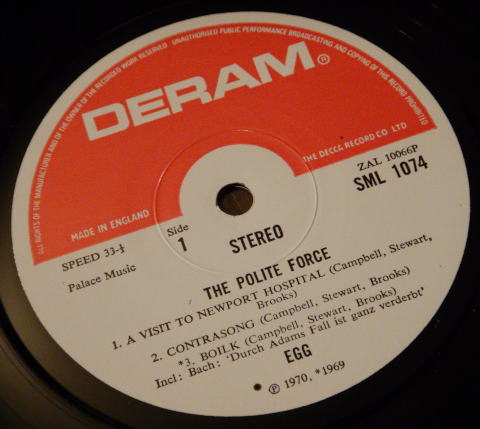 ALL RIGHTS OF THE MANUFACTURER AND OF THE OWNER OF THE RECORDED WORK RESERVED UNAUTHORISED PUBLIC PERFORMANCE BROADCASTING AND COPYING OF THIS RECORD PROHIBITED
DERAM®
THE DECCA RECORD CO LTD
MADE IN ENGLAND
ZAL 10066P
SML 1074
SPEED 33-⅓
Side
1
STEREO
Palace Music
THE POLITE FORCE
1. A VISIT TO NEWPORT HOSPITAL (Campbell, Stewart,
Brooks)
2. CONTRASONG (Campbell, Stewart, Brooks)
*3. BOILK (Campbell, Stewart, Brooks)
Incl: Bach: 'Durch Adams Fall ist ganz verderbt'
EGG
℗ 1970, *1969